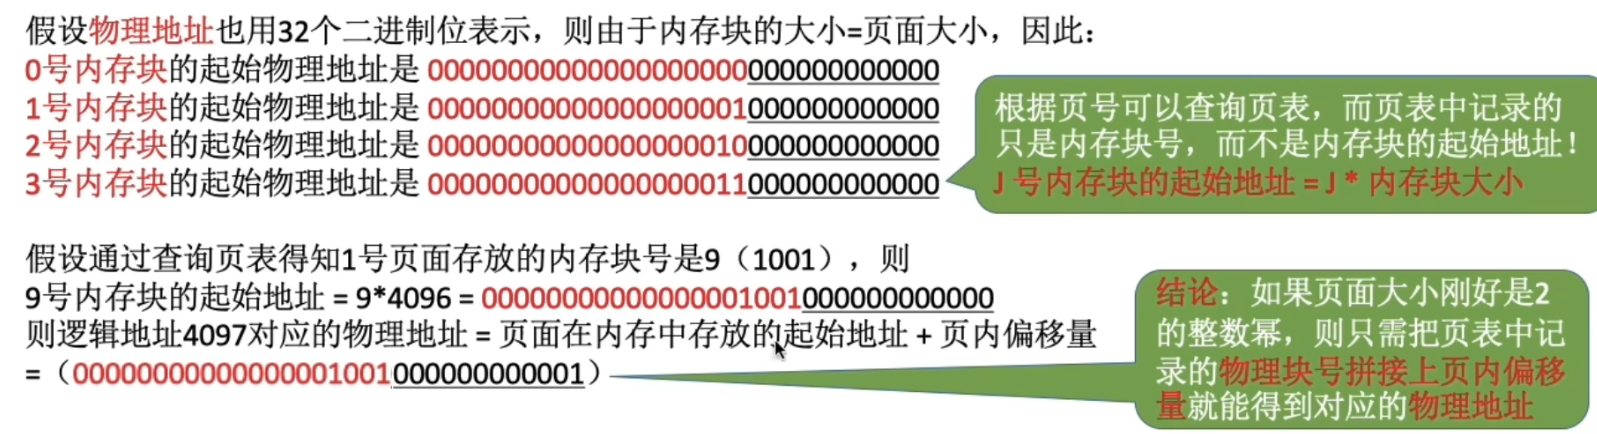 假设物理地址也用32个二进制位表示，则由于内存块的大小=页面大小，因此：
0号内存块的起始物理地址是 00000000000000000000000000000000
1号内存块的起始物理地址是 00000000000000000001000000000000
2号内存块的起始物理地址是 00000000000000000010000000000000
3号内存块的起始物理地址是 00000000000000000011000000000000
根据页号可以查询页表，而页表中记录的
只是内存块号，而不是内存块的起始地址！
J 号内存块的起始地址 = J * 内存块大小
假设通过查询页表得知1号页面存放的内存块号是9（1001），则
9号内存块的起始地址 = 9*4096 = 00000000000000001001000000000000
则逻辑地址4097对应的物理地址 = 页面在内存中存放的起始地址 + 页内偏移量
=（00000000000000001001000000000001）
结论：如果页面大小刚好是2
的整数幂，则只需把页表中记
录的物理块号拼接上页内偏移
量就能得到对应的物理地址